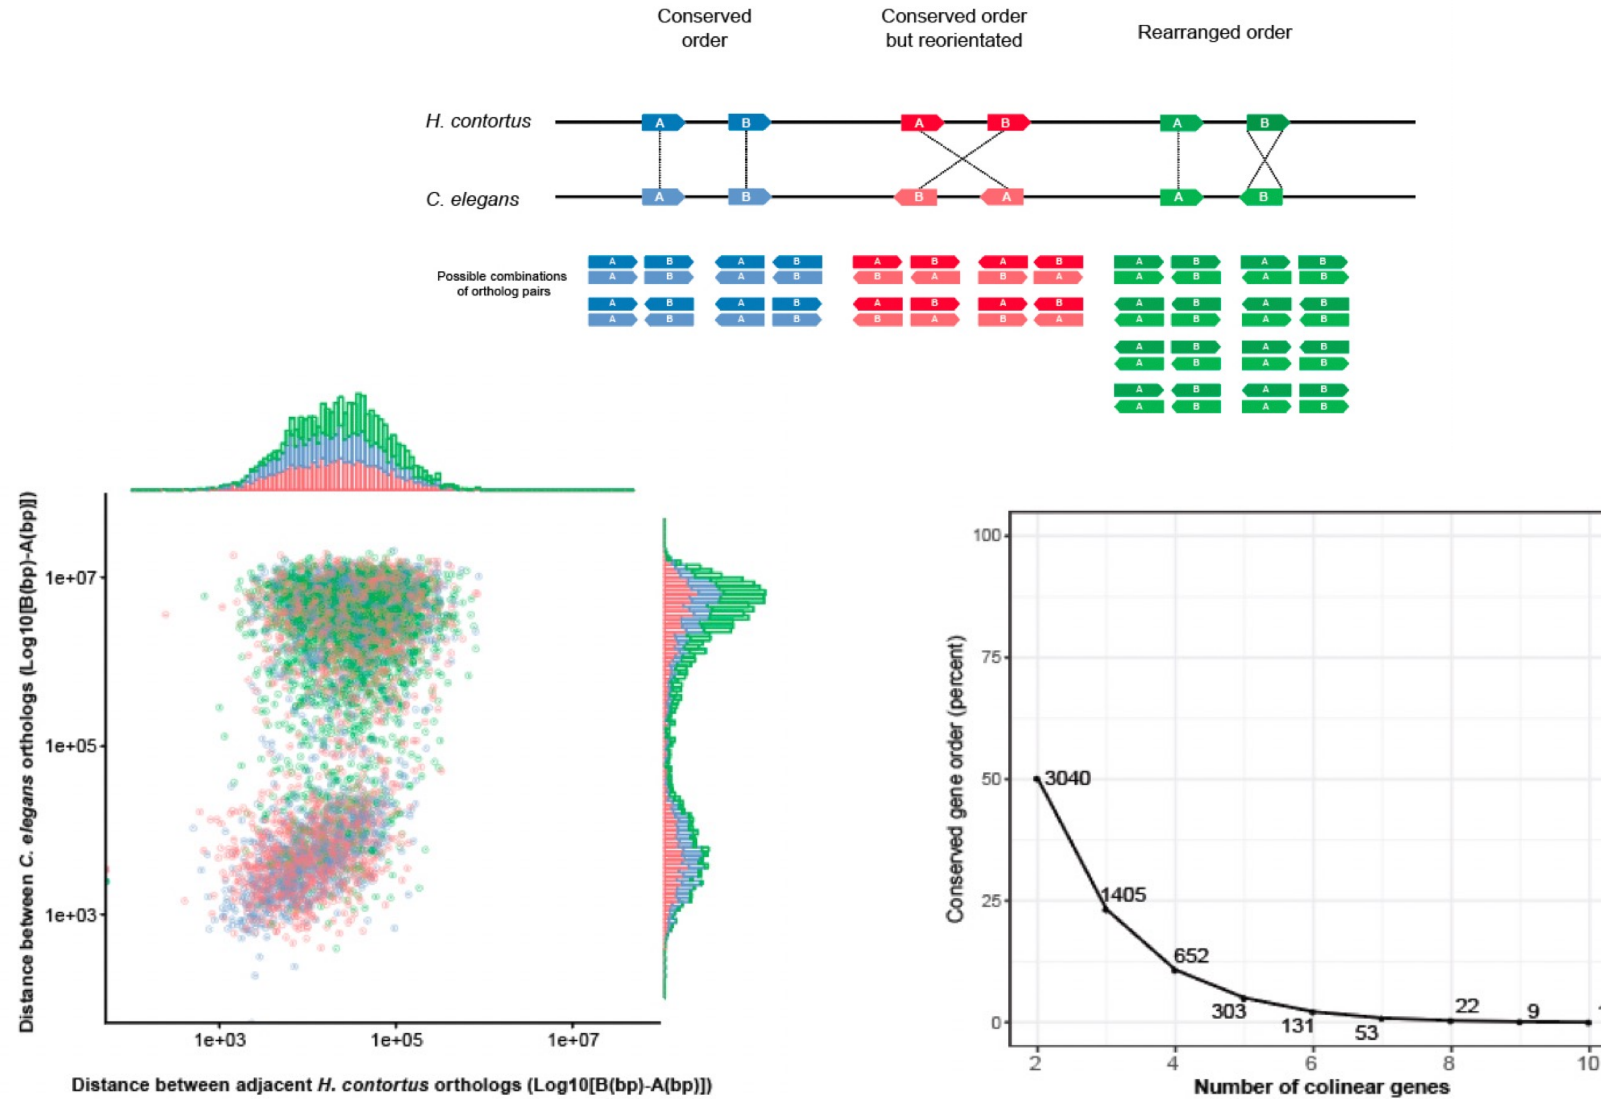 Conserved
order
Conserved order
but reorientated
Rearranged order
H. contortus
A B A B A B
C. elegans
A B B A A B
Possible combinations
of ortholog pairs
A B A B A B A B A B A B
A B A B B A B A A B A B
A B A B A B A B A B A B
A B A B B A B A A B A B
A B A B
A B A B
A B A B
A B A B
Distance between C. elegans orthologs (Log10[B(bp)-A(bp)])
1e+07
1e+05
1e+03
1e+03 1e+05 1e+07
Distance between adjacent H. contortus orthologs (Log10[B(bp)-A(bp)])
Conserved gene order (percent)
100
75
50
25
0
3040
1405
652
303
131
53
22
9
2 4 6 8 10
Number of colinear genes